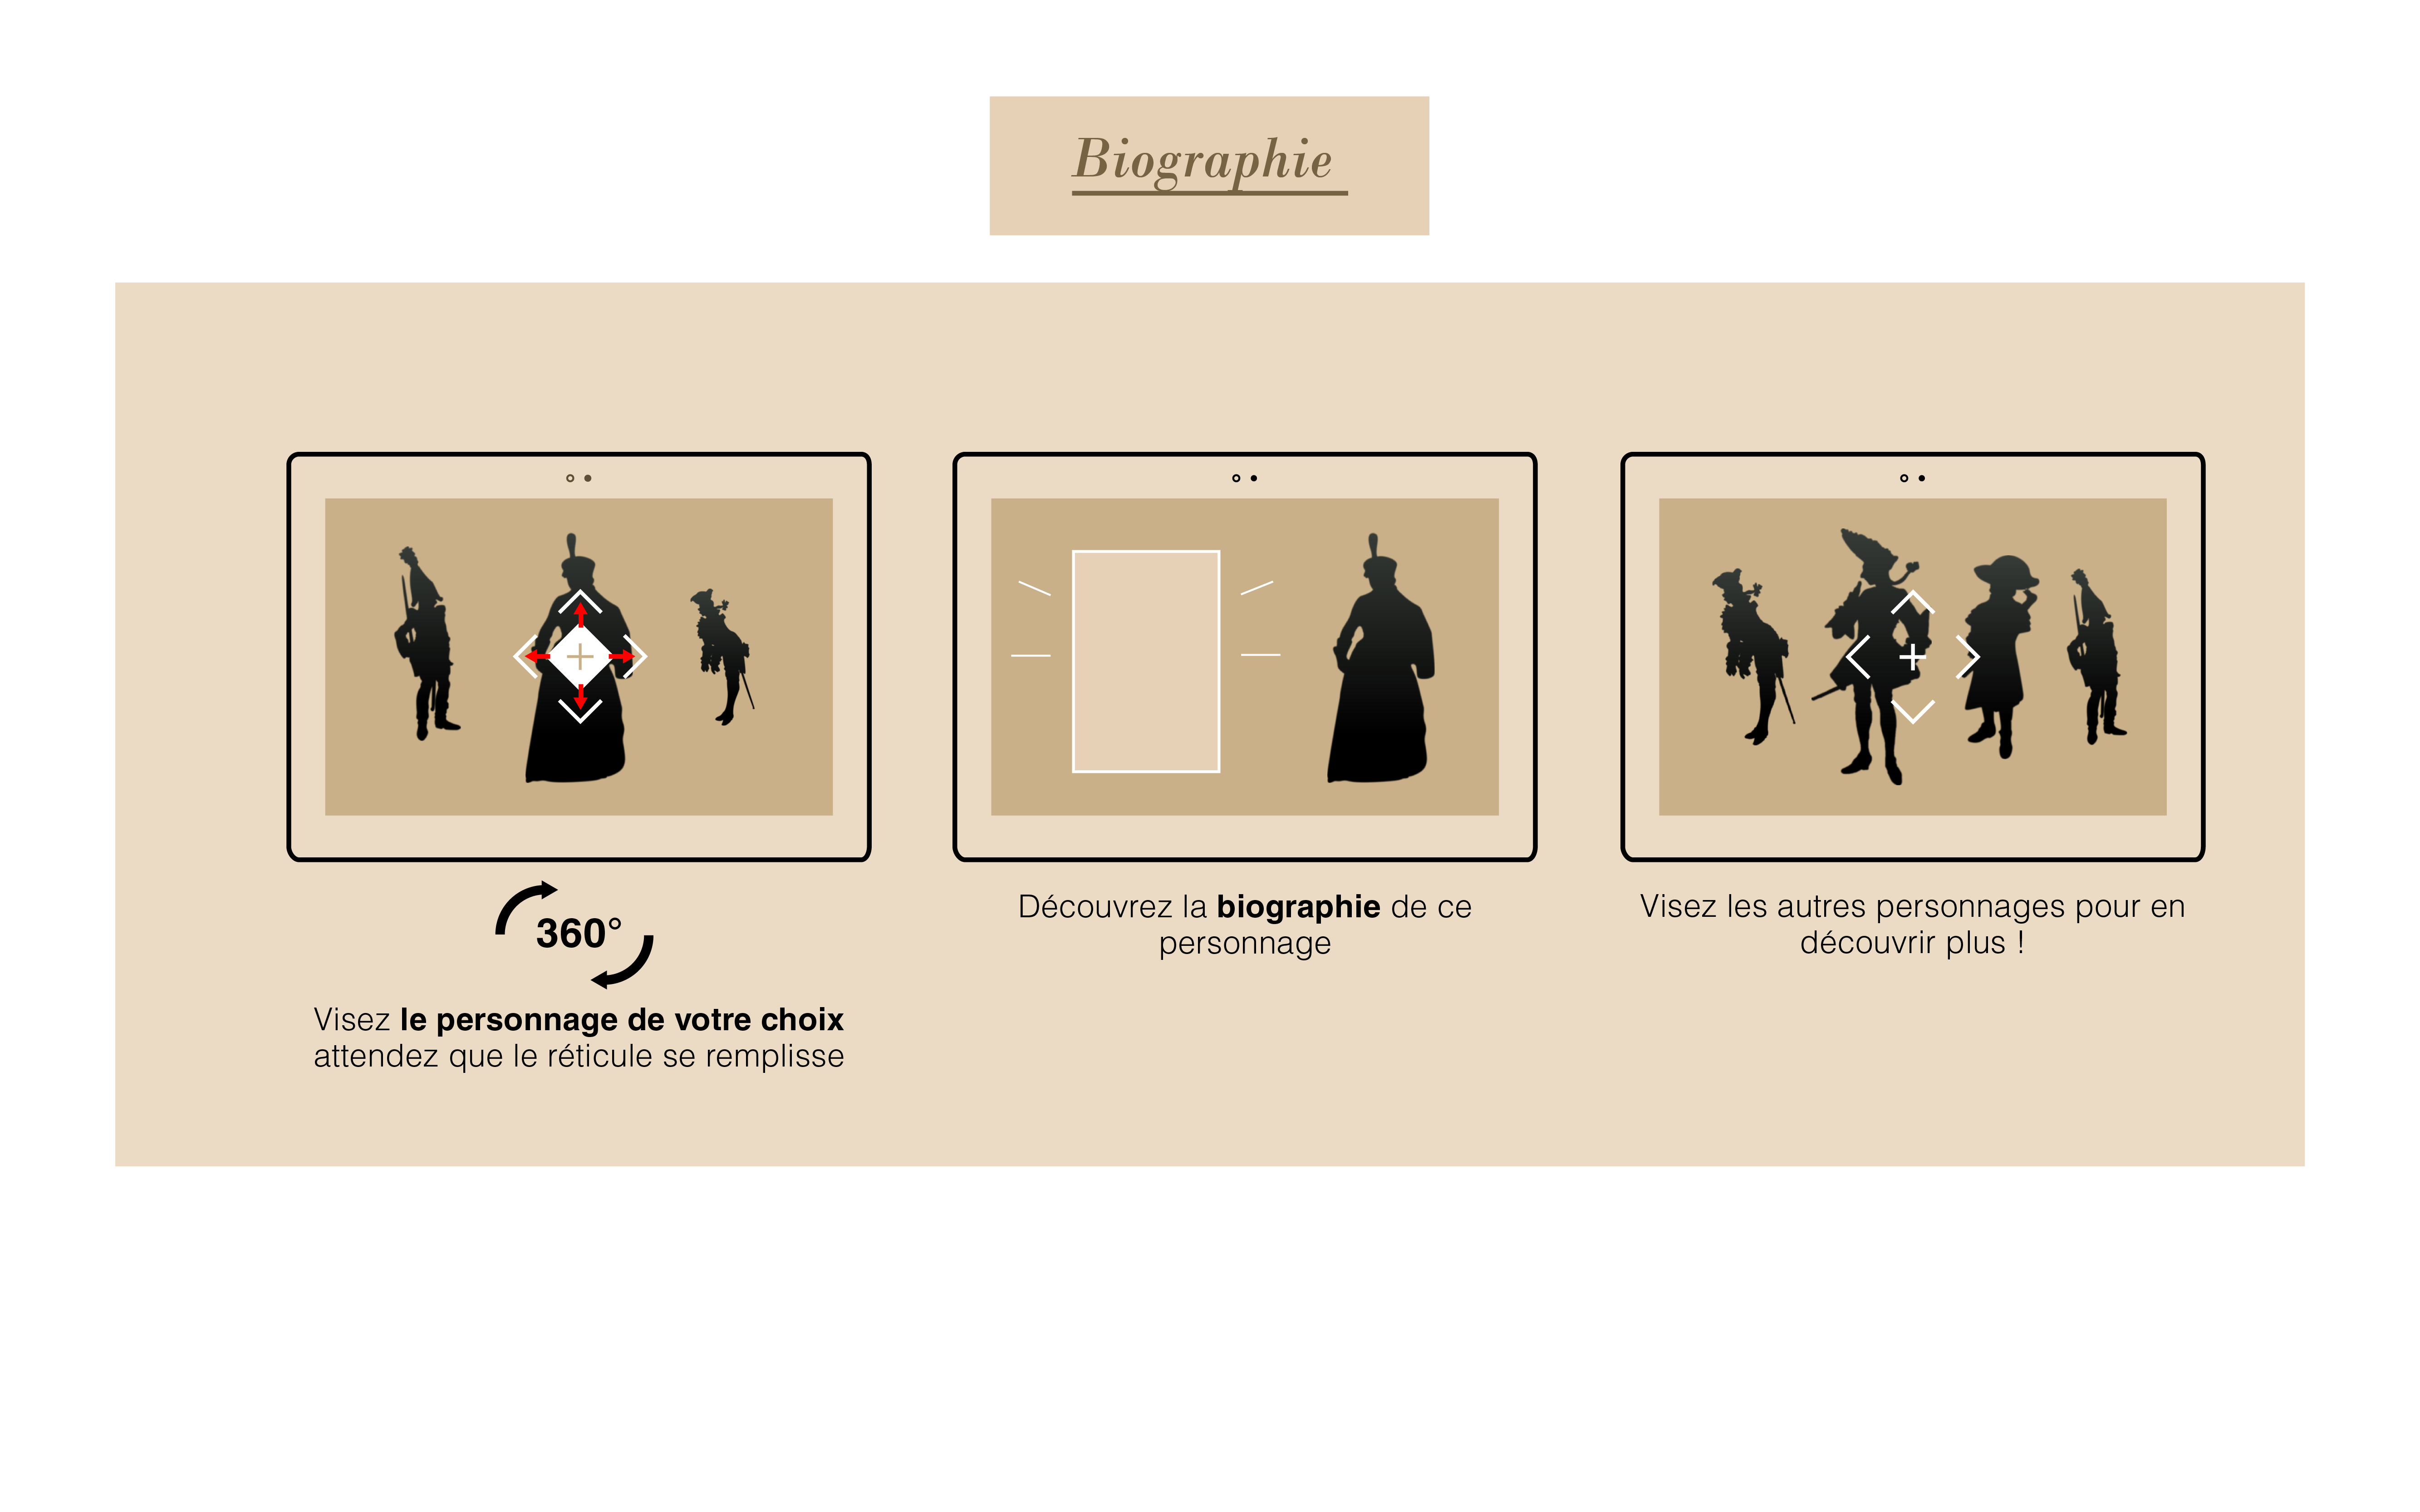 Biographie
360°
Visez le personnage de votre choix
attendez que le réticule se remplisse
Découvrez la biographie de ce
personnage
Visez les autres personnages pour en
découvrir plus !